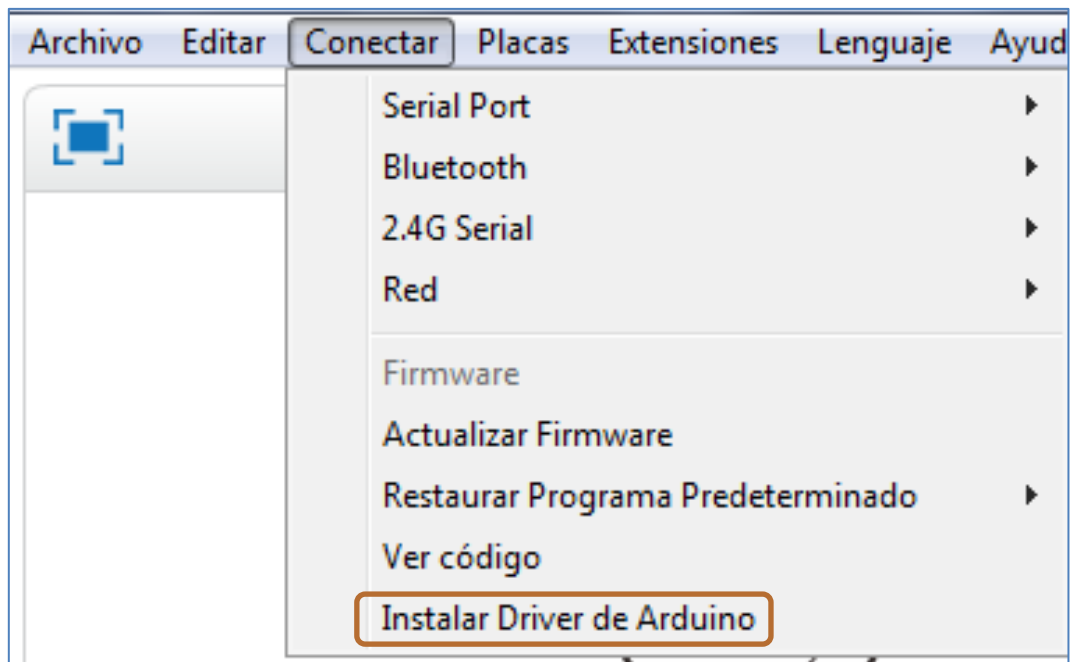 Archivo Editar Conectar Placas Extensiones Lenguaje Ayud
Serial Port
Bluetooth
2.4G Serial
Red
Firmware
Actualizar Firmware
Restaurar Programa Predeterminado
Ver código
Instalar Driver de Arduino